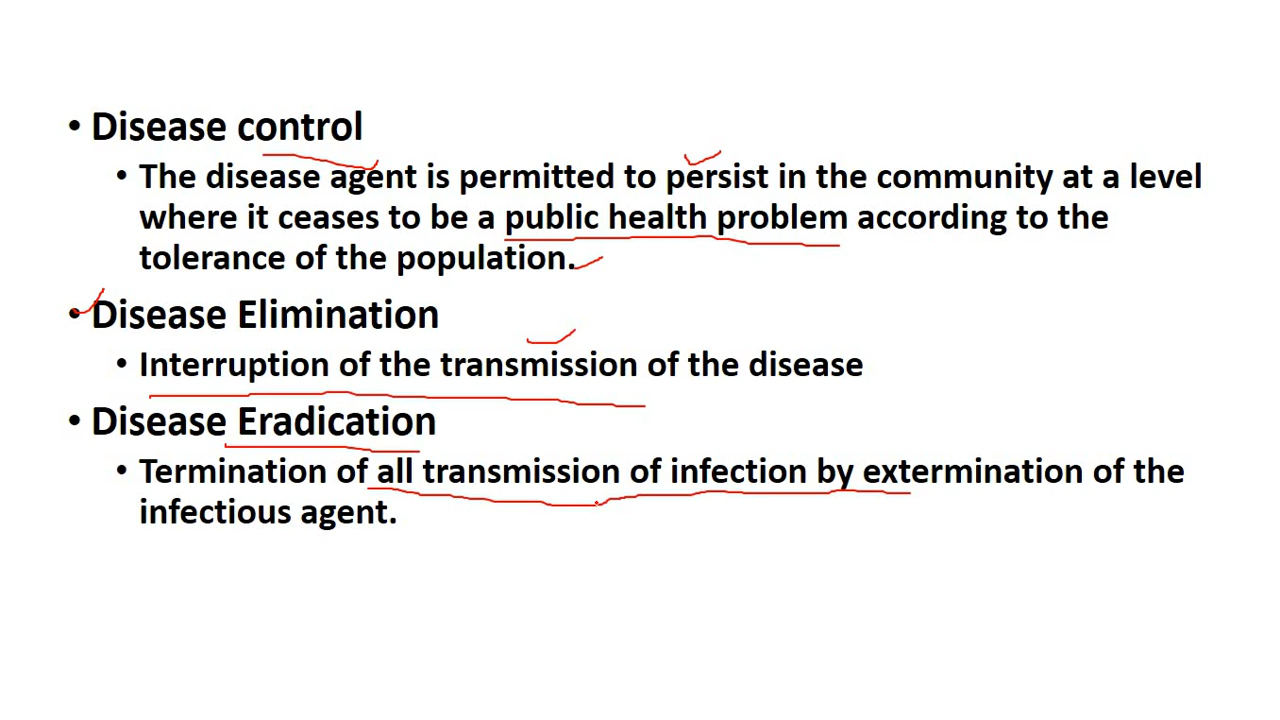 • Disease control
• The disease agent is permitted to persist in the community at a level
where it ceases to be a public health problem according to the
tolerance of the population.
• Disease Elimination
• Interruption of the transmission of the disease
• Disease Eradication
• Termination of all transmission of infection by extermination of the
infectious agent.